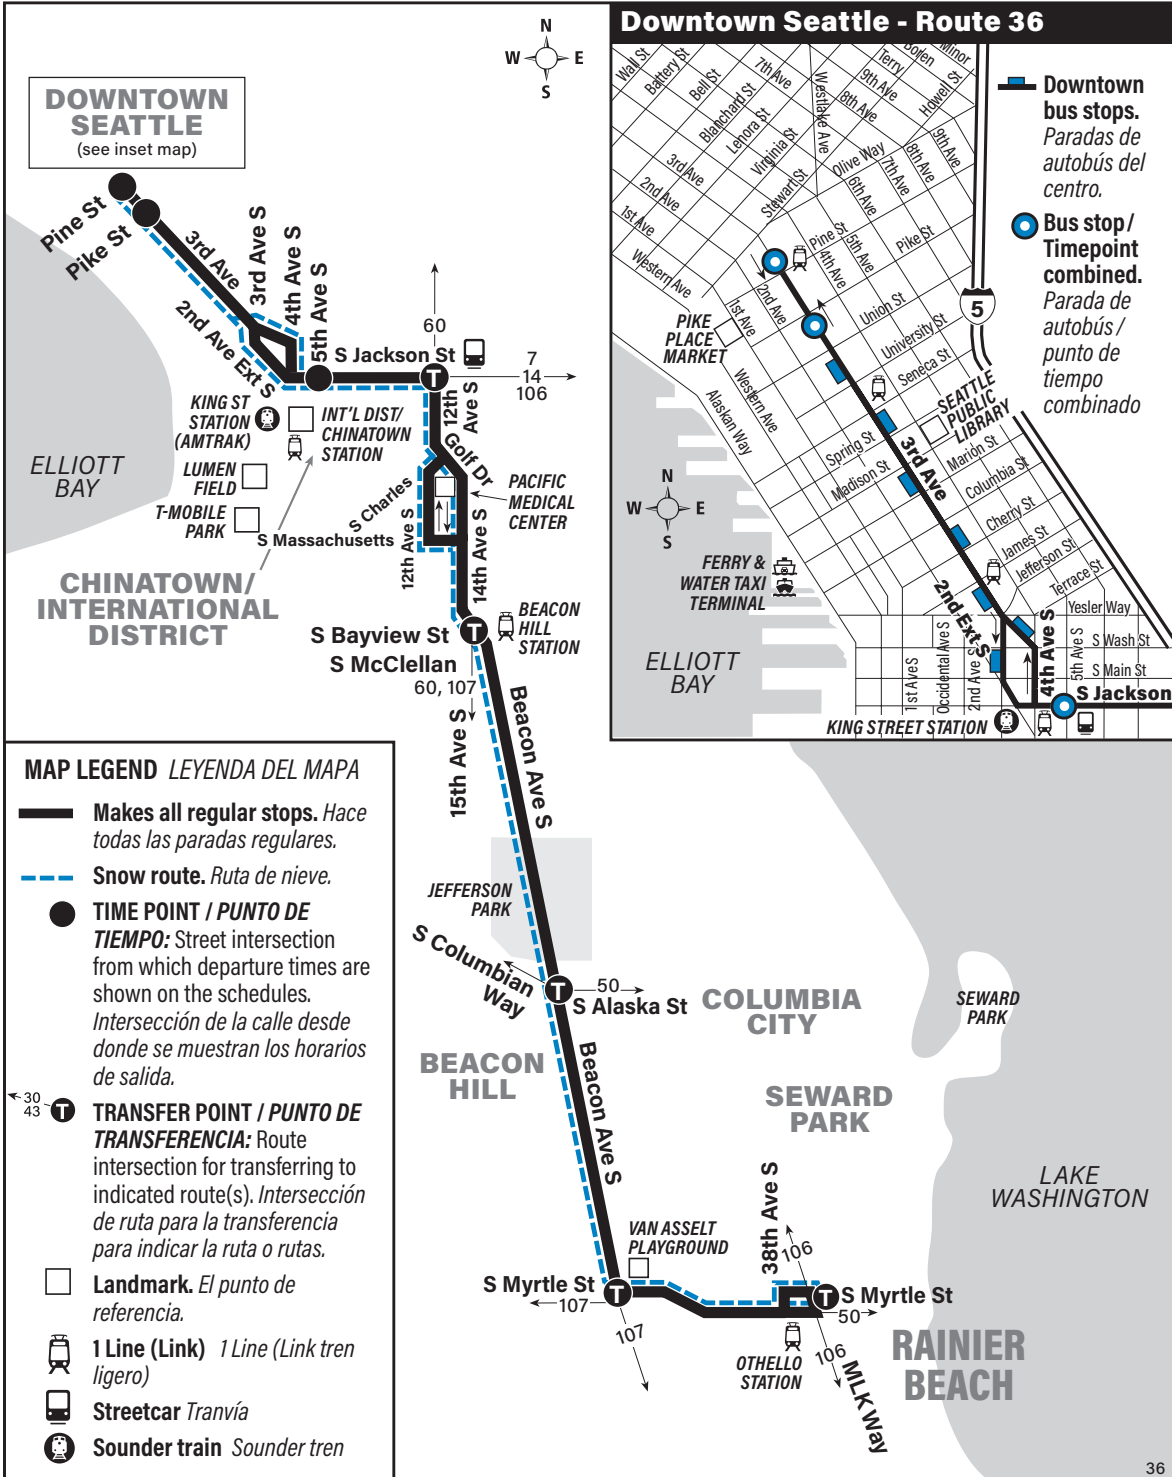 N
W E
S
DOWNTOWN
SEATTLE
(see inset map)
Pine St
Pike St
3rd Ave
2nd Ave Ext S
3rd Ave S
4th Ave S
5th Ave S
S Jackson St
60
7
14
106
T
12th
Ave S
Golf Dr
KING ST
STATION
(AMTRAK)
INT'L DIST/
CHINATOWN
STATION
ELLIOTT
BAY
LUMEN
FIELD
T-MOBILE
PARK
S Charles
S Massachusetts
12th Ave S
14th Ave S
PACIFIC
MEDICAL
CENTER
CHINATOWN/
INTERNATIONAL
DISTRICT
S Bayview St
S McClellan
T
BEACON
HILL
STATION
60, 107
15th Ave S
Beacon Ave S
JEFFERSON
PARK
S Columbian
Way
T
50
S Alaska St
COLUMBIA
CITY
BEACON
HILL
Beacon Ave S
SEWARD
PARK
SEWARD
PARK
LAKE
WASHINGTON
VAN ASSELT
PLAYGROUND
38th Ave S
106
S Myrtle St
T
107
107
T
S Myrtle St
50
OTHELLO
STATION
106
MLK Way
RAINIER
BEACH
36
Downtown Seattle - Route 36
Wall St
Battery St
Bell St
Blanchard St
Lenora St
Virginia St
Stewart St
Olive Way
7th Ave
Westlake Ave
8th Ave
9th Ave
Terry
Boren
Minor
Howell St
9th Ave
8th Ave
7th Ave
6th Ave
5th Ave
4th Ave
3rd Ave
2nd Ave
1st Ave
Western Ave
Pine St
Pike St
Union St
University St
Seneca St
Spring St
Madison St
Marion St
Columbia St
Cherry St
James St
Jefferson St
Terrace St
Yesler Way
S Wash St
S Main St
S Jackson
1st Ave
2nd Ave
Western Ave
Alaskan Way
3rd Ave
2nd Ext S
4th Ave S
5th Ave S
1st Ave S
Occidental Ave S
2nd Ave S
PIKE
PLACE
MARKET
SEATTLE
PUBLIC
LIBRARY
5
N
W E
S
FERRY &
WATER TAXI
TERMINAL
ELLIOTT
BAY
KING STREET STATION
Downtown
bus stops.
Paradas de
autobús del
centro.
Bus stop /
Timepoint
combined.
Parada de
autobús /
punto de
tiempo
combinado
MAP LEGEND LEYENDA DEL MAPA
Makes all regular stops. Hace
todas las paradas regulares.
Snow route. Ruta de nieve.
TIME POINT / PUNTO DE
TIEMPO: Street intersection
from which departure times are
shown on the schedules.
Intersección de la calle desde
donde se muestran los horarios
de salida.
30
43
T
TRANSFER POINT / PUNTO DE
TRANSFERENCIA: Route
intersection for transferring to
indicated route(s). Intersección
de ruta para la transferencia
para indicar la ruta o rutas.
Landmark. El punto de
referencia.
1 Line (Link) 1 Line (Link tren
ligero)
Streetcar Tranvía
Sounder train Sounder tren